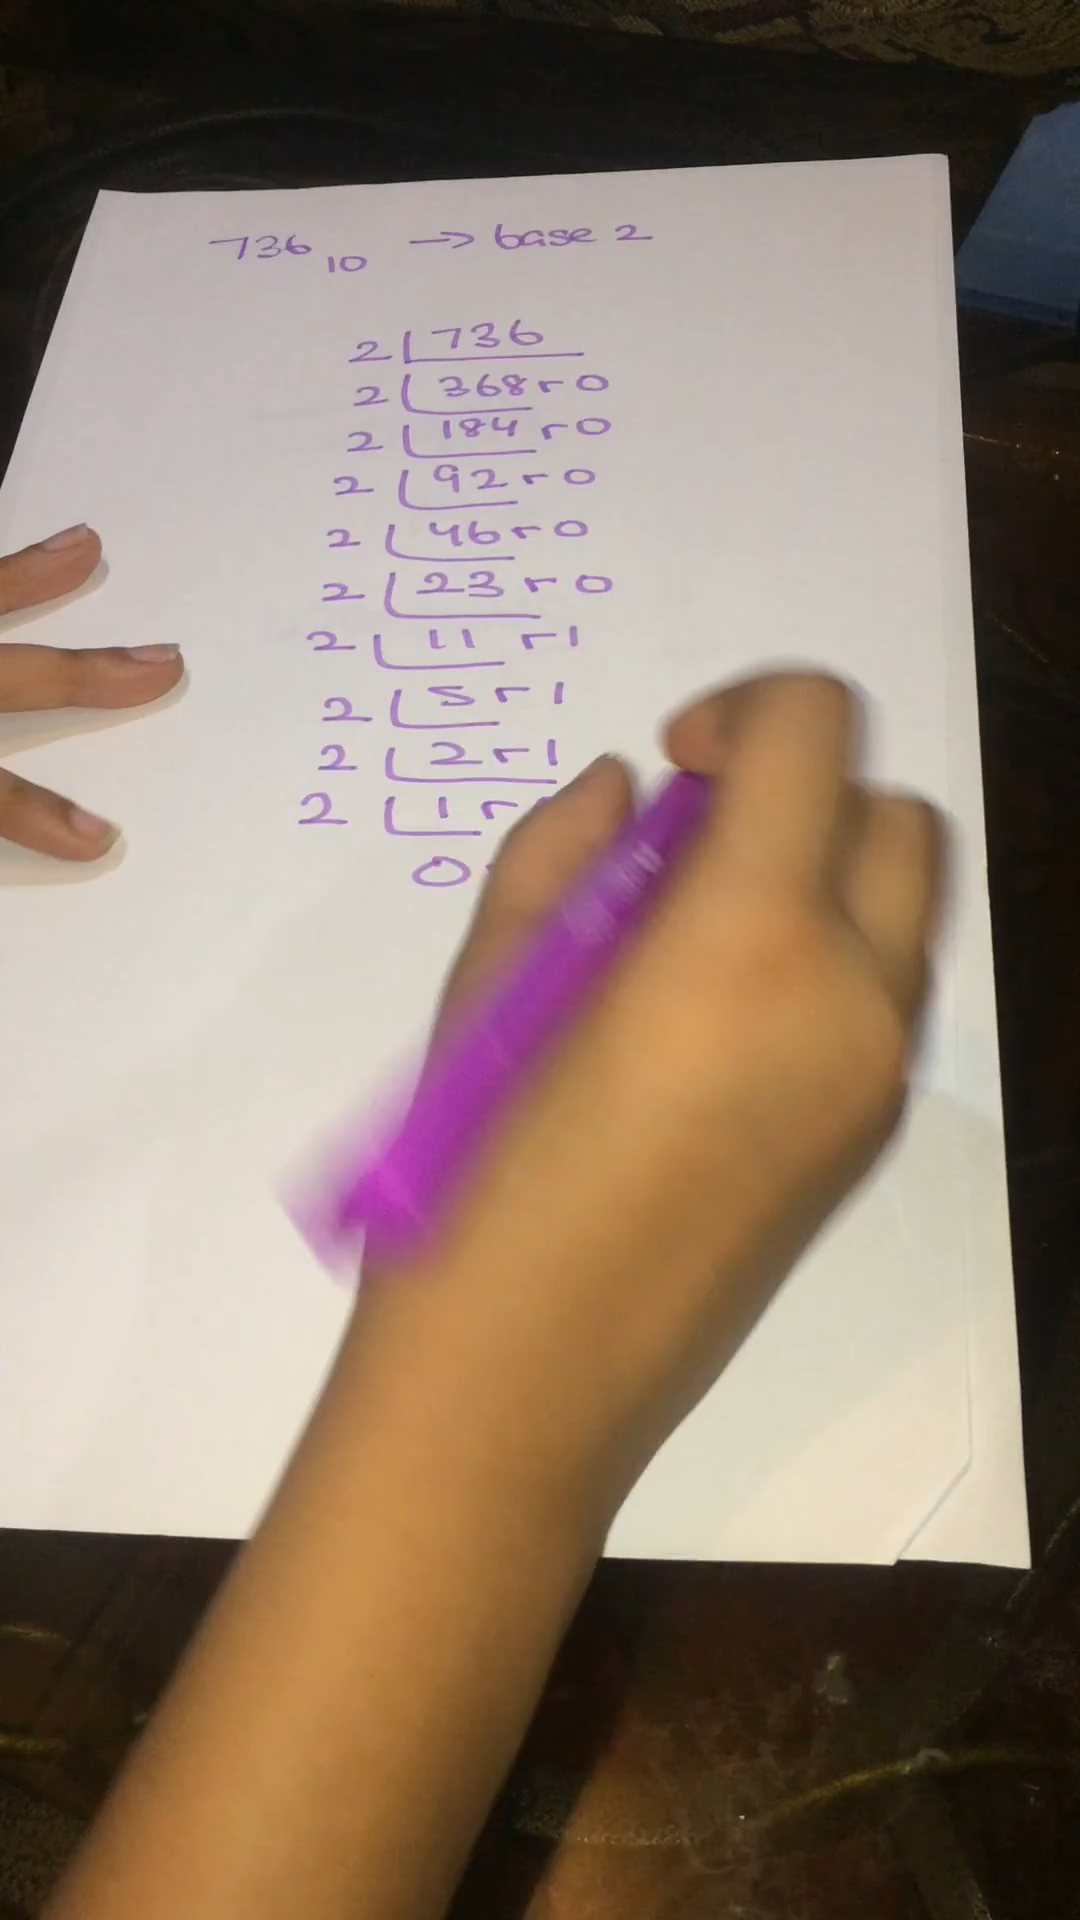 736 10 -> base 2
2 736
2 368 r 0
2 184 r 0
2 92 r 0
2 46 r 0
2 23 r 0
2 11 r 1
2 5 r 1
2 2 r 1
2 1 r
0